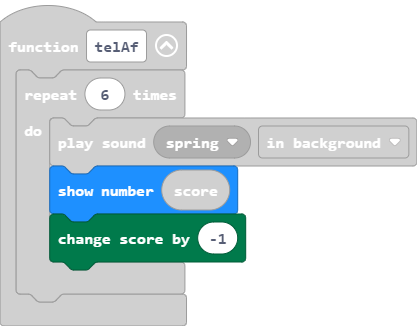 function telAf
repeat 6 times
do
play sound spring in background
show number score
change score by -1